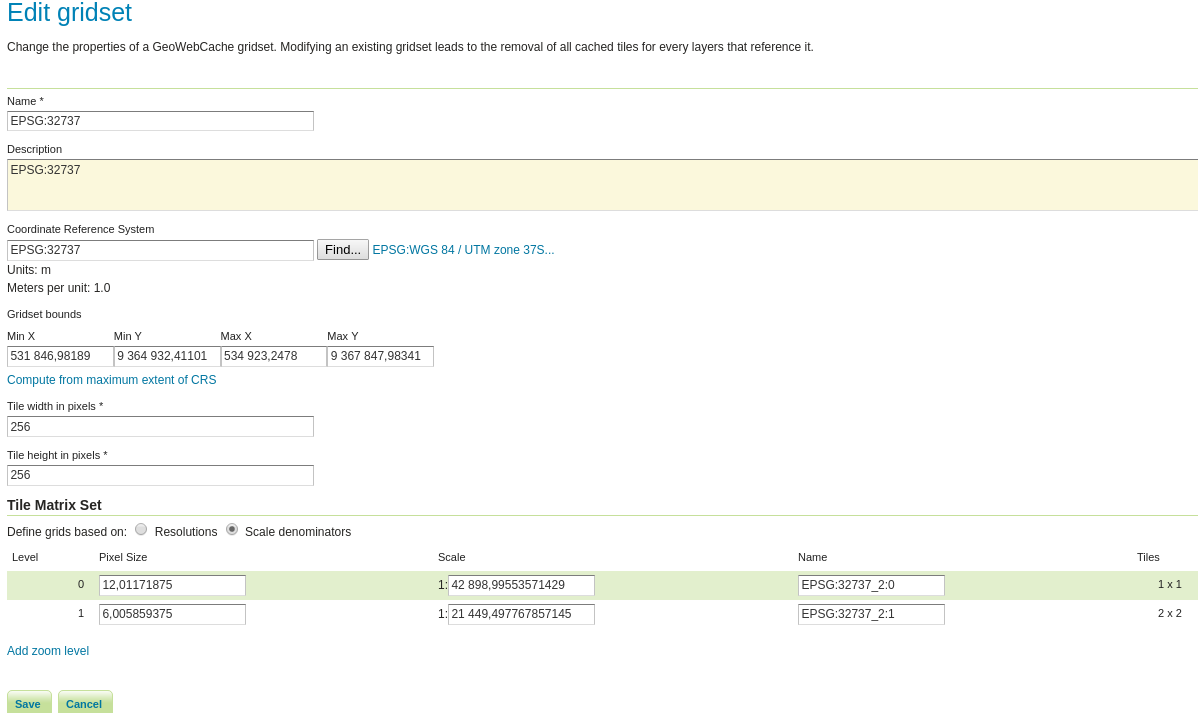 Edit gridset
Change the properties of a GeoWebCache gridset. Modifying an existing gridset leads to the removal of all cached tiles for every layers that reference it.
Name *
EPSG:32737
Description
EPSG:32737
Coordinate Reference System
EPSG:32737 Find... EPSG:WGS 84 / UTM zone 37S...
Units: m
Meters per unit: 1.0
Gridset bounds
Min X Min Y Max X Max Y
531 846,98189 9 364 932,41101 534 923,2478 9 367 847,98341
Compute from maximum extent of CRS
Tile width in pixels *
256
Tile height in pixels *
256
Tile Matrix Set
Define grids based on: Resolutions Scale denominators
Level Pixel Size Scale Name Tiles
0 12,01171875 1: 42 898,99553571429 EPSG:32737_2:0 1 x 1
1 6,005859375 1: 21 449,497767857145 EPSG:32737_2:1 2 x 2
Add zoom level
Save Cancel